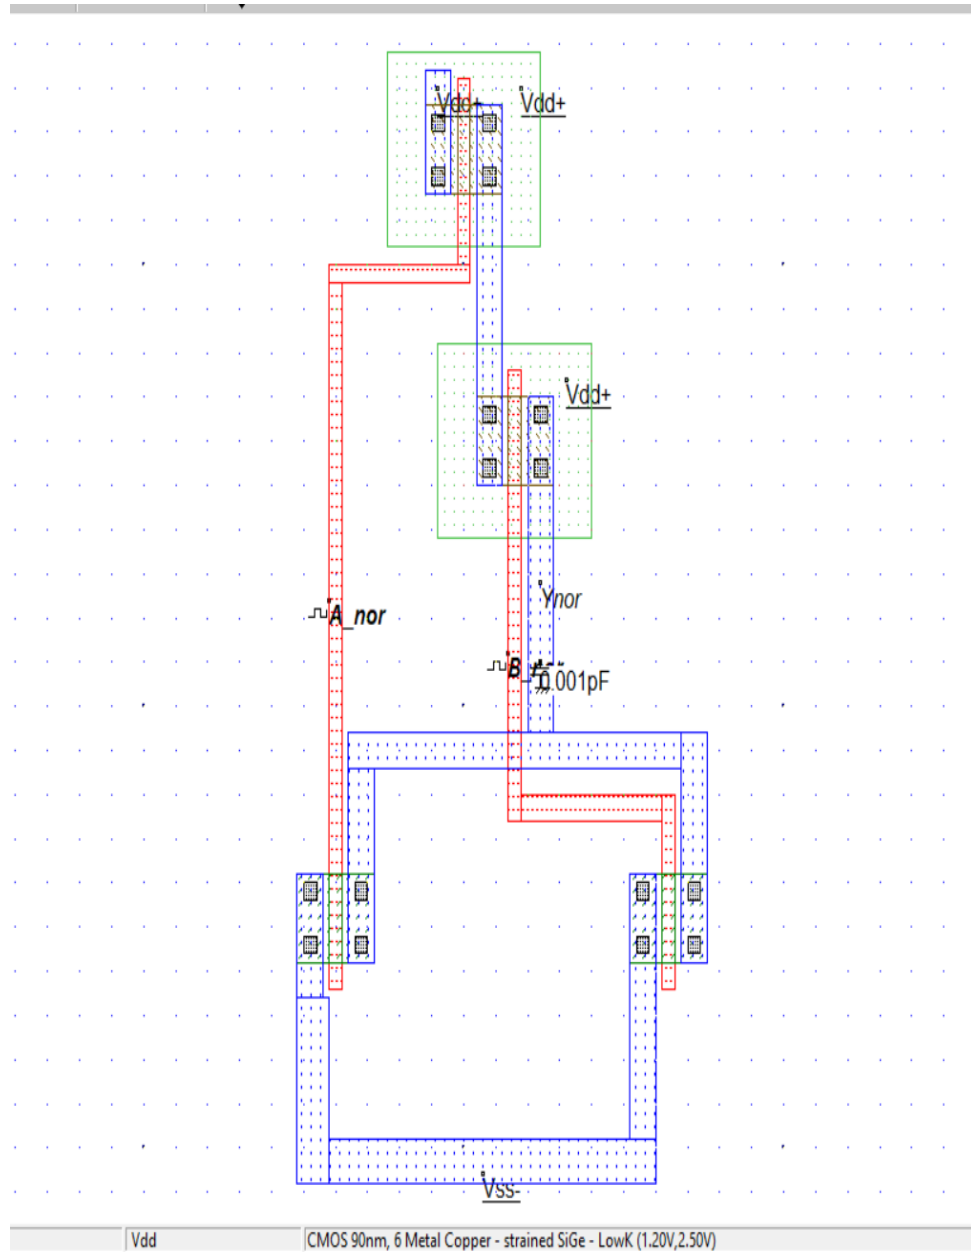 Vdd+ Vdd+
Vdd+
Ynor
A_nor
0.001pF
Vss-
Vdd CMOS 90nm, 6 Metal Copper - strained SiGe - LowK (1.20V,2.50V)